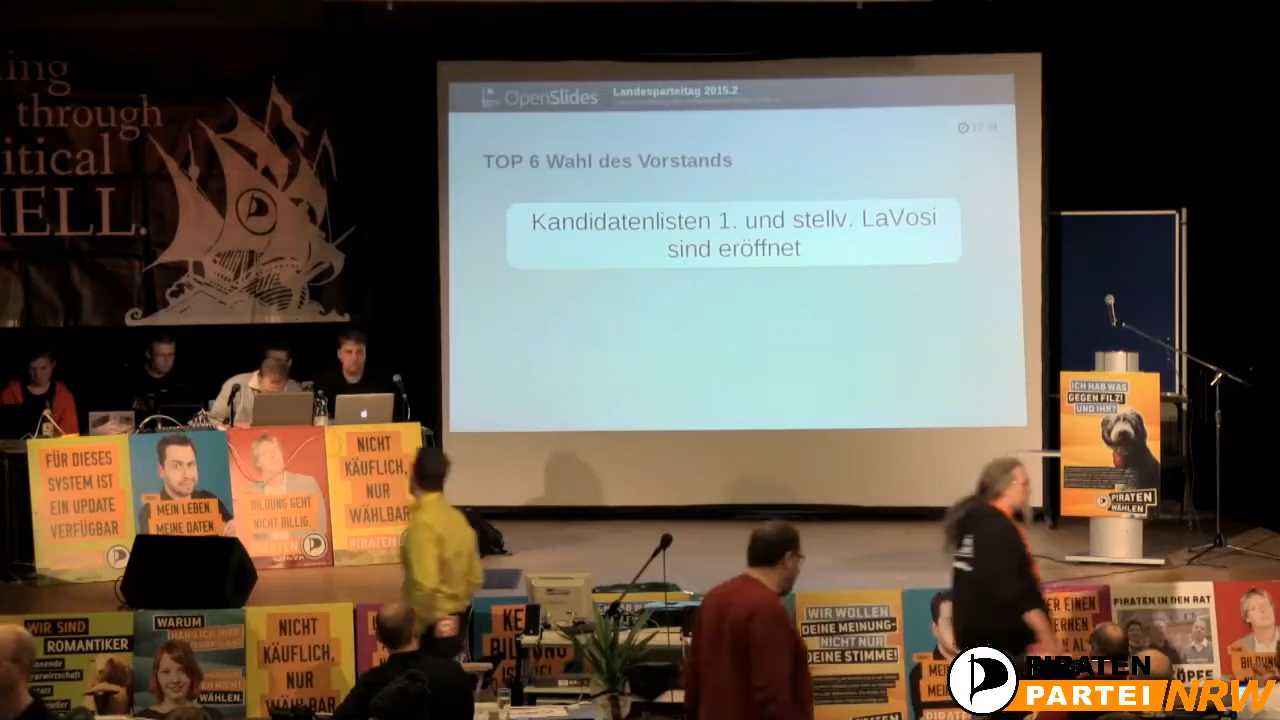 through
itical
HELL.
OpenSlides
Landesparteitag 2015.2
TOP 6 Wahl des Vorstands
Kandidatenlisten 1. und stellv. LaVosi
sind eröffnet
FÜR DIESES
SYSTEM IST
EIN UPDATE
VERFÜGBAR
MEIN LEBEN.
MEINE DATEN.
BILDUNG GEHT
NICHT BILLIG.
NICHT
KÄUFLICH,
NUR
WÄHLBAR
ICH HAB WAS
GEGEN FILZ!
UND IHR?
PIRATEN
WÄHLEN
WIR SIND
ROMANTIKER
WARUM
WÄHLEN.
NICHT
KÄUFLICH,
NUR
WÄHLBAR
WIR WOLLEN
DEINE MEINUNG-
NICHT NUR
DEINE STIMME!
PIRATEN IN DEN RAT
PIRATEN
PARTEI NRW